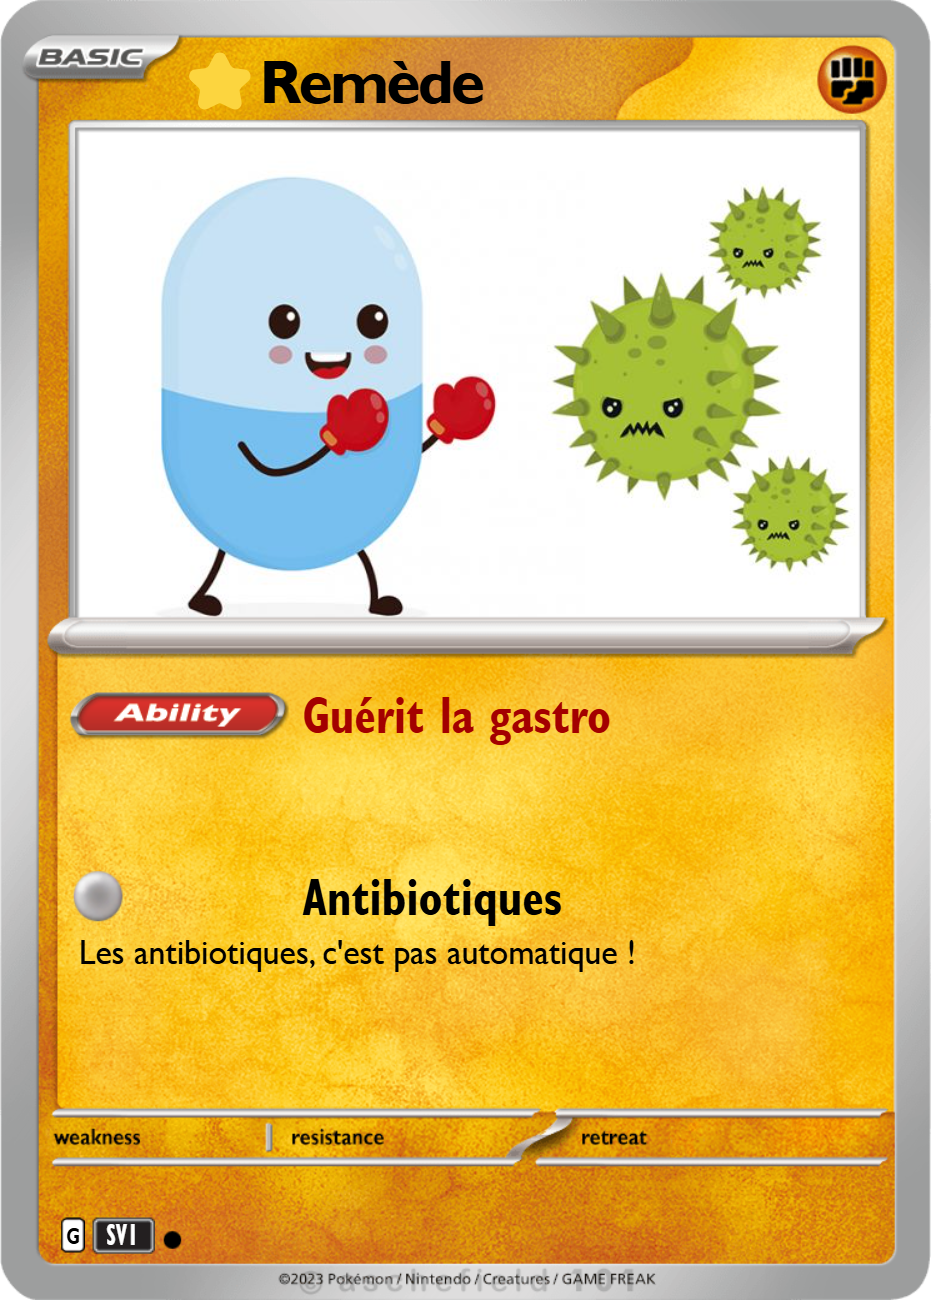 BASIC
Remède
Ability Guérit la gastro
Antibiotiques
Les antibiotiques, c'est pas automatique !
weakness resistance retreat
G SVI
©2023 Pokémon / Nintendo / Creatures / GAME FREAK